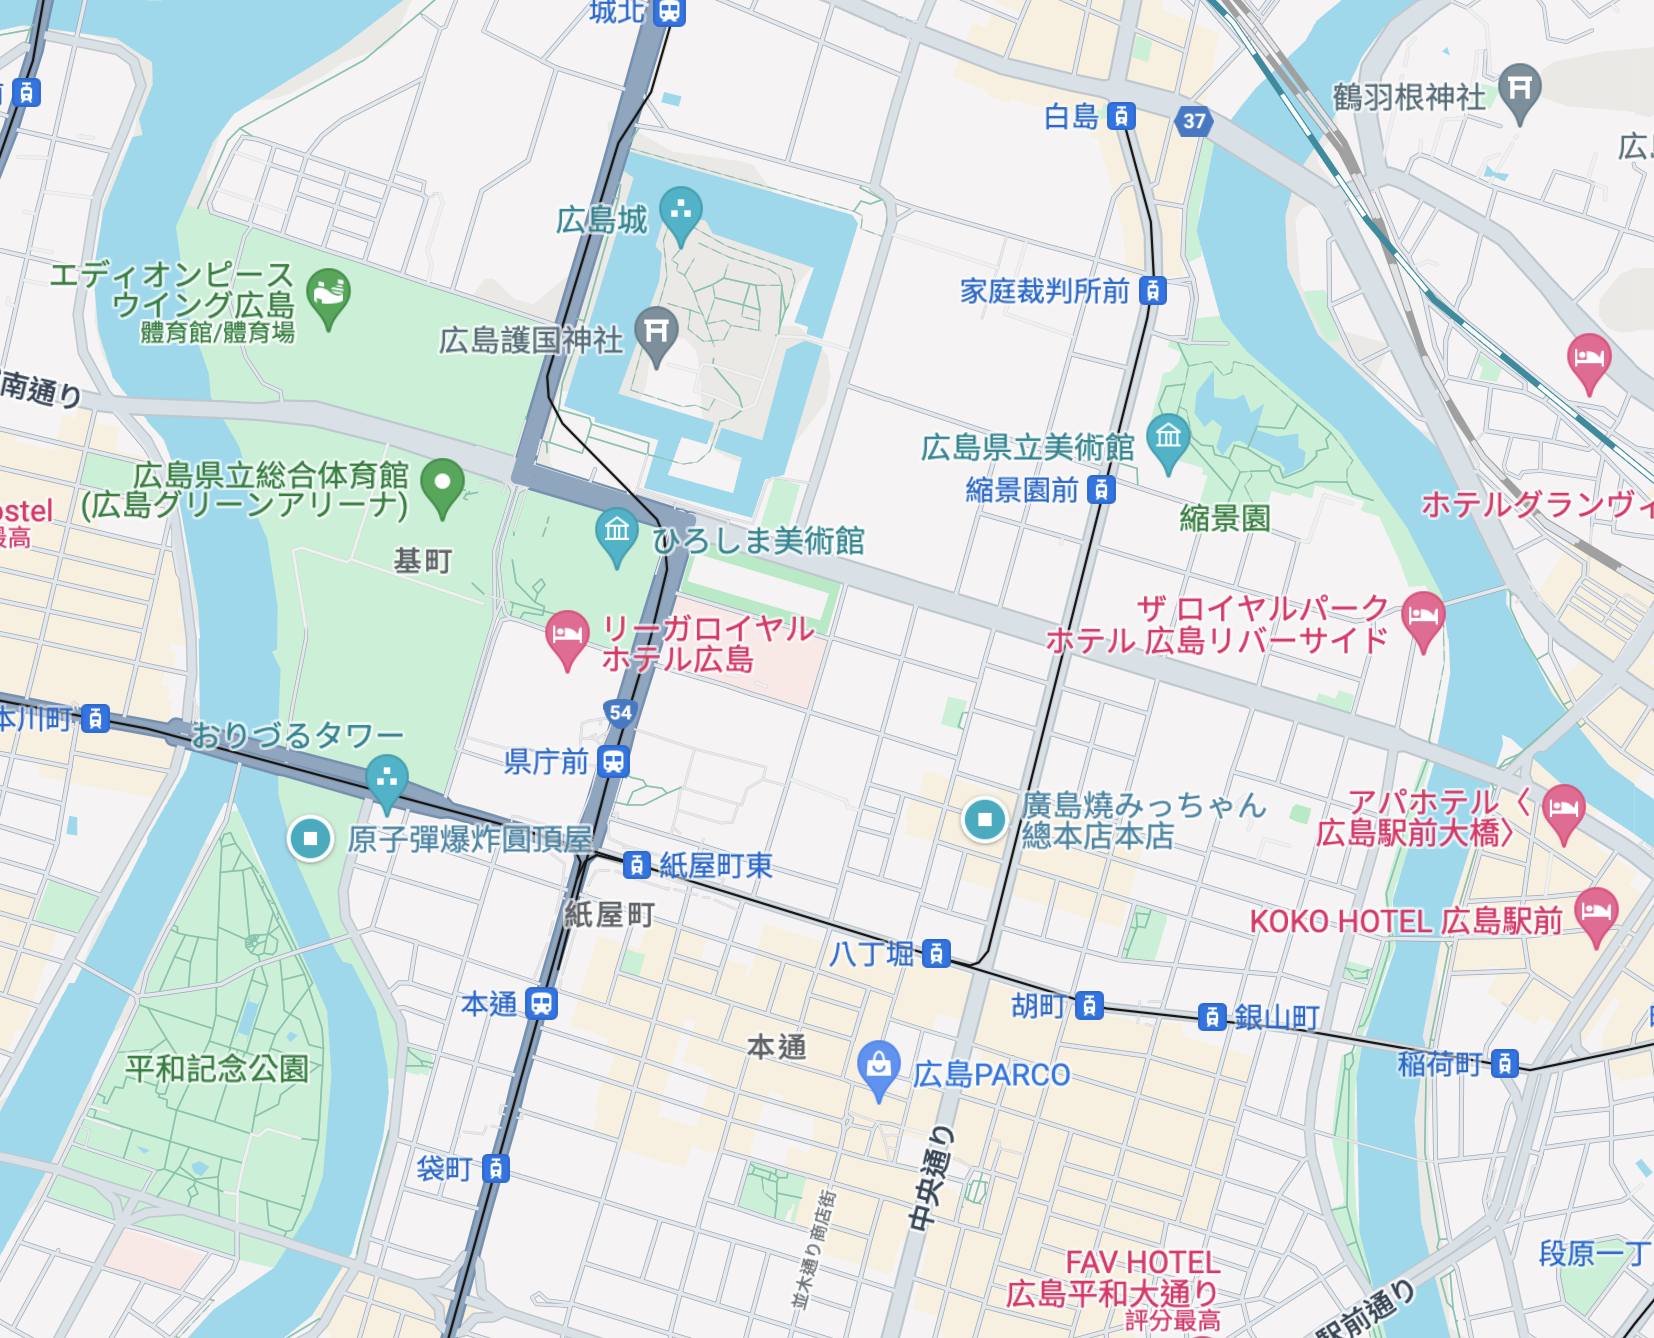 城北
白島
37
鶴羽根神社
広島城
エディオンピース
ウイング広島
體育館/體育場
広島護国神社
家庭裁判所前
南通り
広島県立総合体育館
(広島グリーンアリーナ)
広島県立美術館
縮景園前
縮景園
ホテルグランヴィ
ostel
最高
基町
ひろしま美術館
リーガロイヤル
ホテル広島
ザ ロイヤルパーク
ホテル 広島リバーサイド
本川町
おりづるタワー
54
県庁前
原子彈爆炸圓頂屋
廣島燒みっちゃん
總本店本店
アパホテル〈
広島駅前大橋〉
紙屋町東
紙屋町
KOKO HOTEL 広島駅前
八丁堀
本通
胡町
銀山町
本通
稲荷町
平和記念公園
広島PARCO
袋町
中央通り
並木通り商店街
段原一丁
FAV HOTEL
広島平和大通り
評分最高
駅前通り